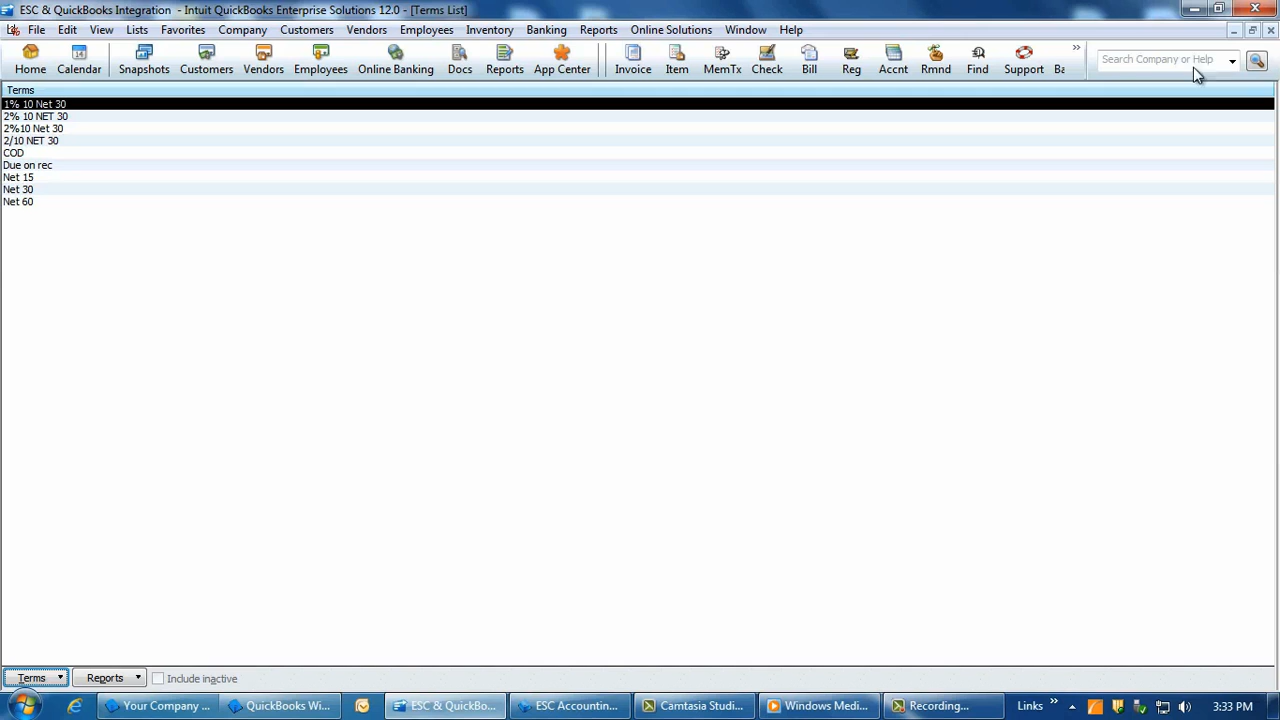 ESC & QuickBooks Integration - Intuit QuickBooks Enterprise Solutions 12.0 - [Terms List]
File Edit View Lists Favorites Company Customers Vendors Employees Inventory Banking Reports Online Solutions Window Help
Home Calendar Snapshots Customers Vendors Employees Online Banking Docs Reports App Center Invoice Item MemTx Check Bill Reg Accnt Rmnd Find Support Ba » Search Company or Help
Terms
1% 10 Net 30
2% 10 NET 30
2%10 Net 30
2/10 NET 30
COD
Due on rec
Net 15
Net 30
Net 60
Terms Reports Include inactive
Your Company ... QuickBooks Wi... ESC & QuickBo... ESC Accountin... Camtasia Studi... Windows Medi... Recording... Links » 3:33 PM